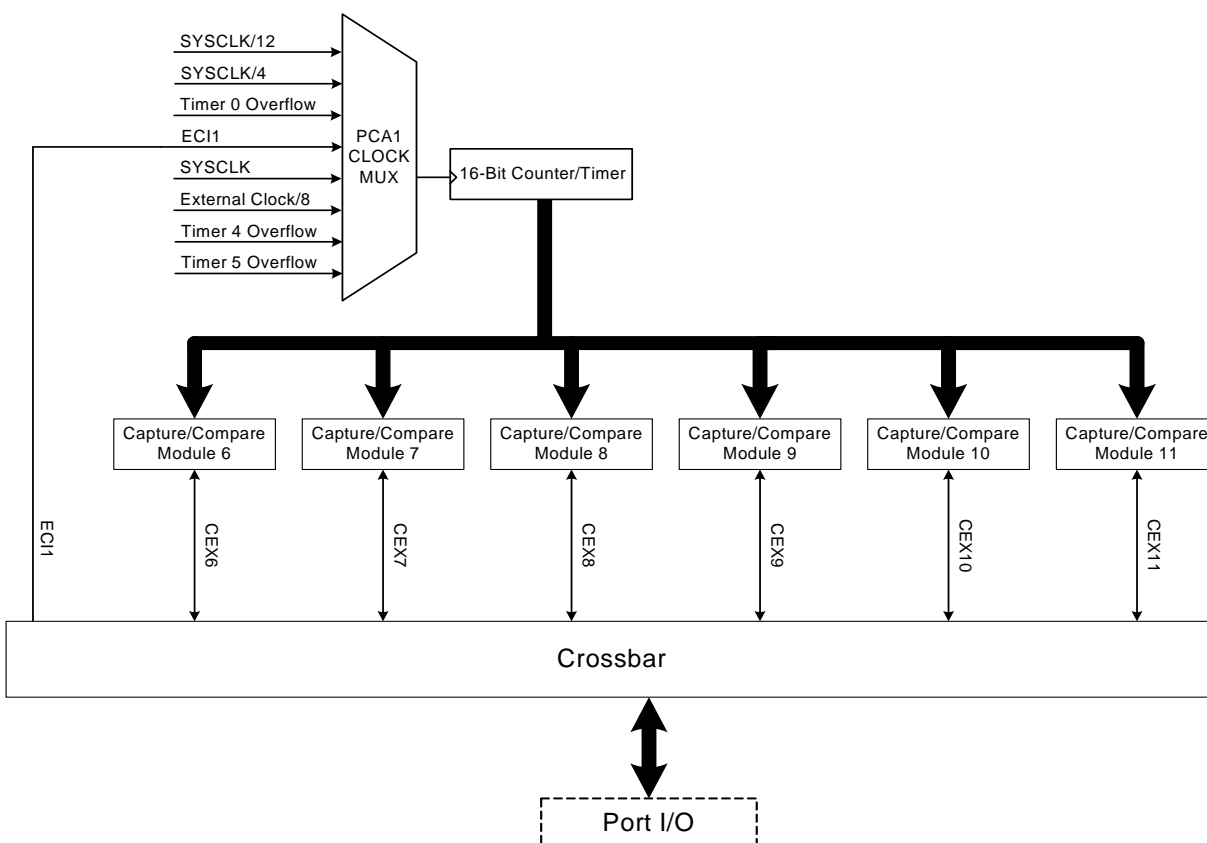 SYSCLK/12
SYSCLK/4
Timer 0 Overflow
ECI1
SYSCLK
External Clock/8
Timer 4 Overflow
Timer 5 Overflow
PCA1
CLOCK
MUX
16-Bit Counter/Timer
Capture/Compare
Module 6
Capture/Compare
Module 7
Capture/Compare
Module 8
Capture/Compare
Module 9
Capture/Compare
Module 10
Capture/Compare
Module 11
ECI1
CEX6
CEX7
CEX8
CEX9
CEX10
CEX11
Crossbar
Port I/O